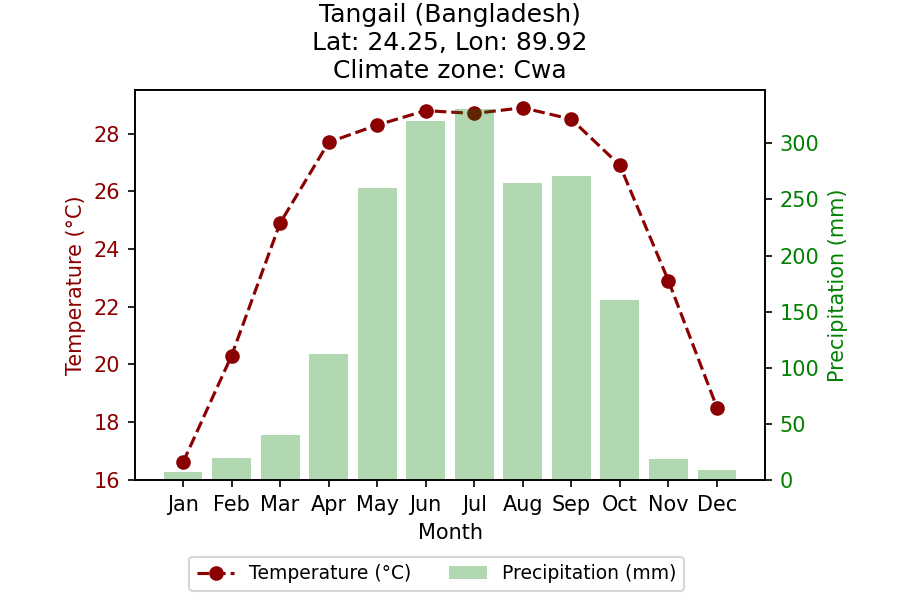 Tangail (Bangladesh)
Lat: 24.25, Lon: 89.92
Climate zone: Cwa
Temperature (°C)
28
26
24
22
20
18
16
300
250
200
150
100
50
0
Precipitation (mm)
Jan Feb Mar Apr May Jun Jul Aug Sep Oct Nov Dec
Month
Temperature (°C) Precipitation (mm)